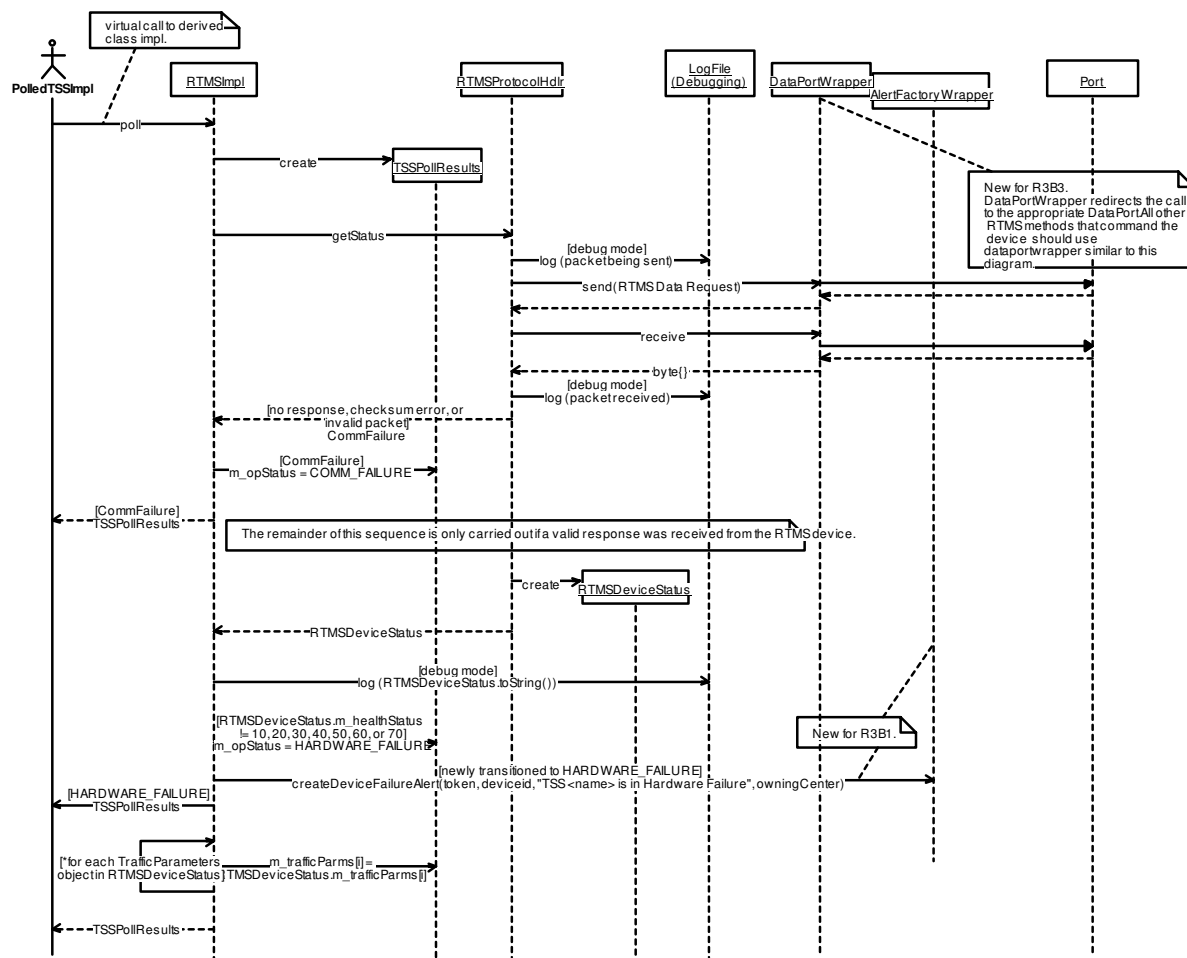 virtual call to derived
class impl.
PolledTSSImpl
RTMSImpl
RTMSProtocolHdlr
LogFile
(Debugging)
DataPortWrapper
AlertFactoryWrapper
Port
poll
create
TSSPollResults
New for R3B3.
DataPortWrapper redirects the call
to the appropriate DataPort.All other
RTMS methods that command the
device should use
dataportwrapper similar to this
diagram.
getStatus
[debug mode]
log (packet being sent)
send(RTMS Data Request)
receive
byte{}
[debug mode]
log (packet received)
[no response, checksum error, or
invalid packet]
CommFailure
[CommFailure]
m_opStatus = COMM_FAILURE
[CommFailure]
TSSPollResults
The remainder of this sequence is only carried out if a valid response was received from the RTMS device.
create
RTMSDeviceStatus
RTMSDeviceStatus
[debug mode]
log (RTMSDeviceStatus.toString())
[RTMSDeviceStatus.m_healthStatus
!= 10, 20, 30, 40, 50, 60, or 70]
m_opStatus = HARDWARE_FAILURE
New for R3B1.
[newly transitioned to HARDWARE_FAILURE]
createDeviceFailureAlert(token, deviceid, "TSS <name> is in Hardware Failure", owningCenter)
[HARDWARE_FAILURE]
TSSPollResults
[*for each TrafficParameters
object in RTMSDeviceStatus]
m_trafficParms[i] =
RTMSDeviceStatus.m_trafficParms[i]
TSSPollResults